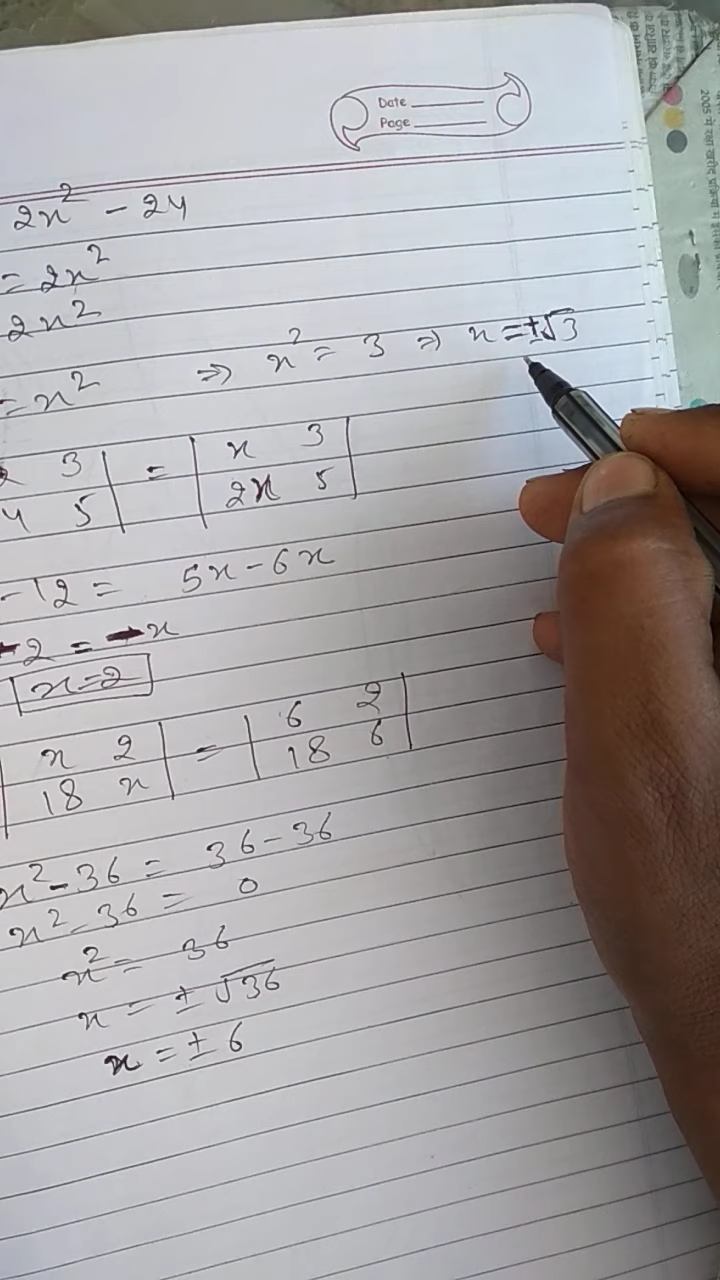 Date
Page
2x² - 24
= 2x²
2x²
= x² ⇒ x² = 3 ⇒ x = ±√3
3 | = | x 3
4 5 | | 2x 5 |
-12 = 5x - 6x
-2 = -x
x = 2
| x 2 | = | 6 2 |
| 18 x | | 18 6 |
x² - 36 = 36 - 36
x² - 36 = 0
x² = 36
x = ± √36
x = ± 6